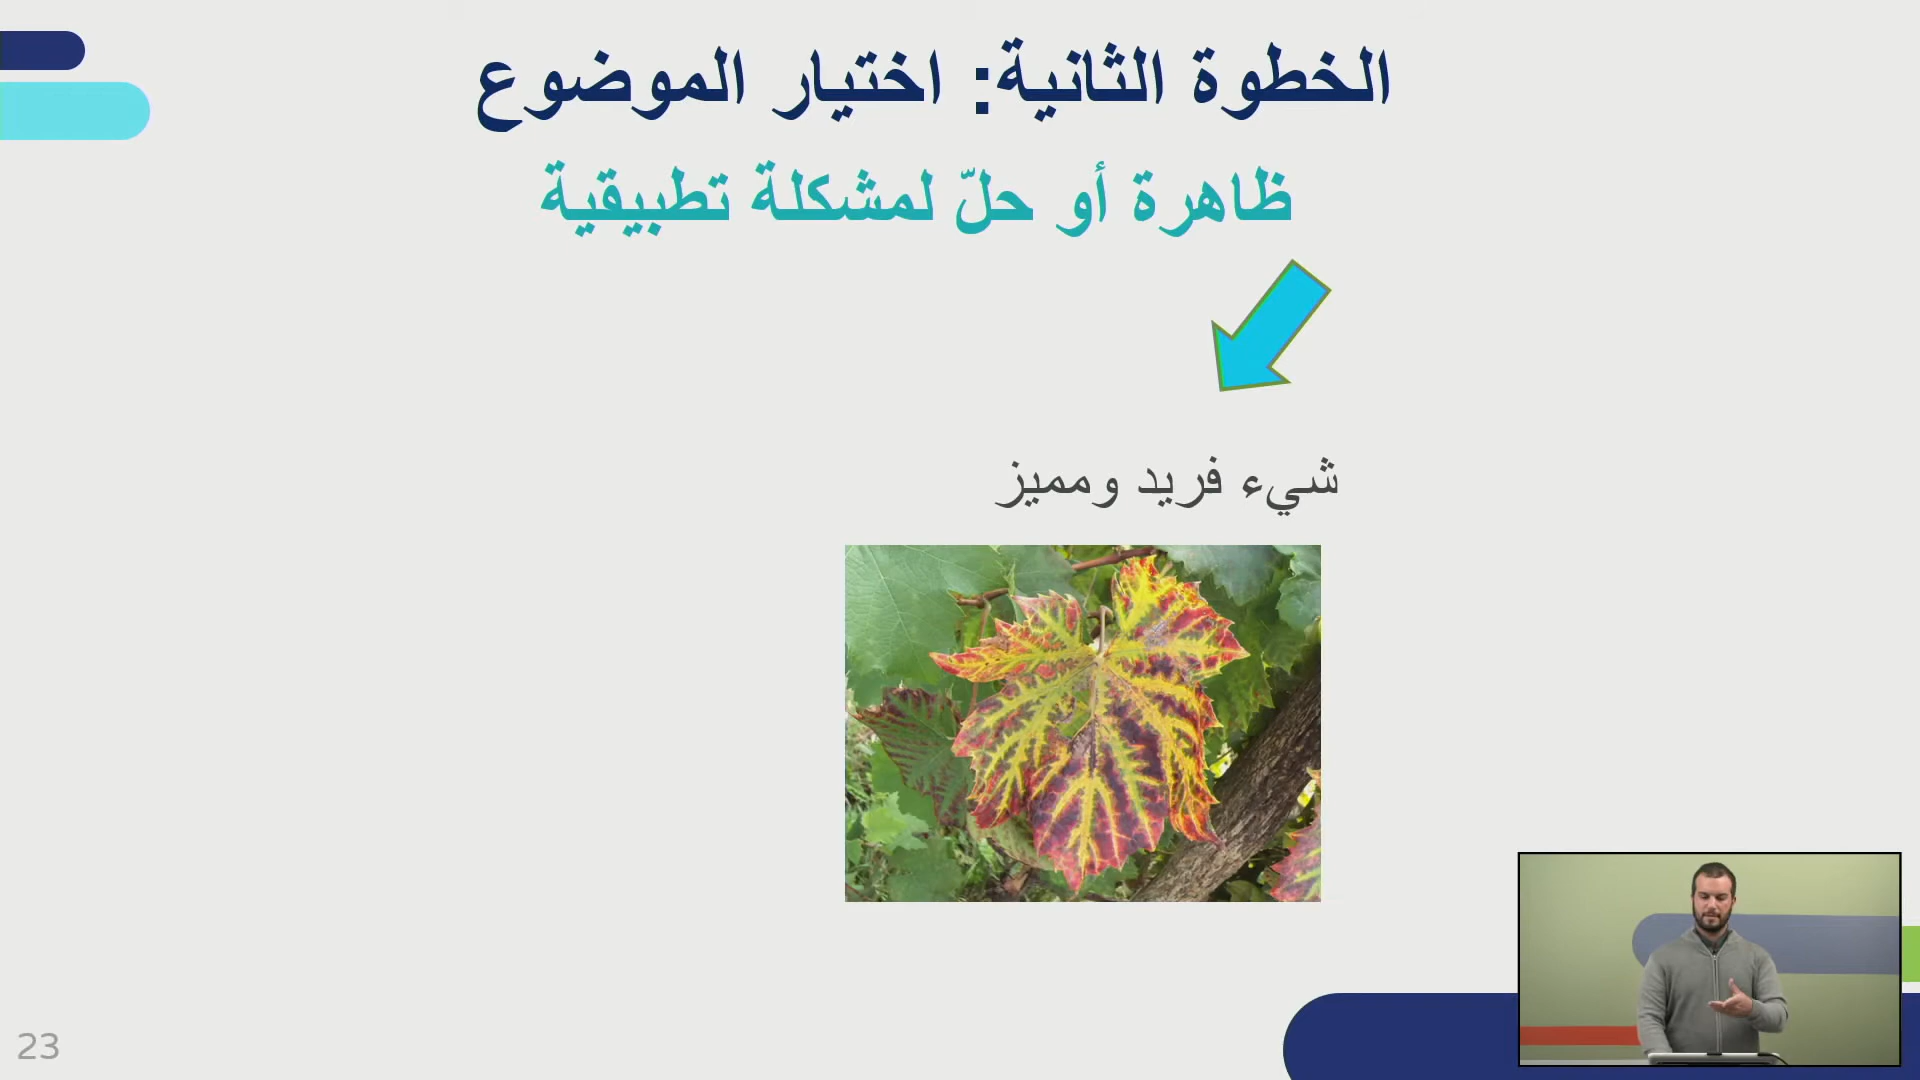 الخطوة الثانية: اختيار الموضوع
ظاهرة أو حلّ لمشكلة تطبيقية
شيء فريد ومميز
23